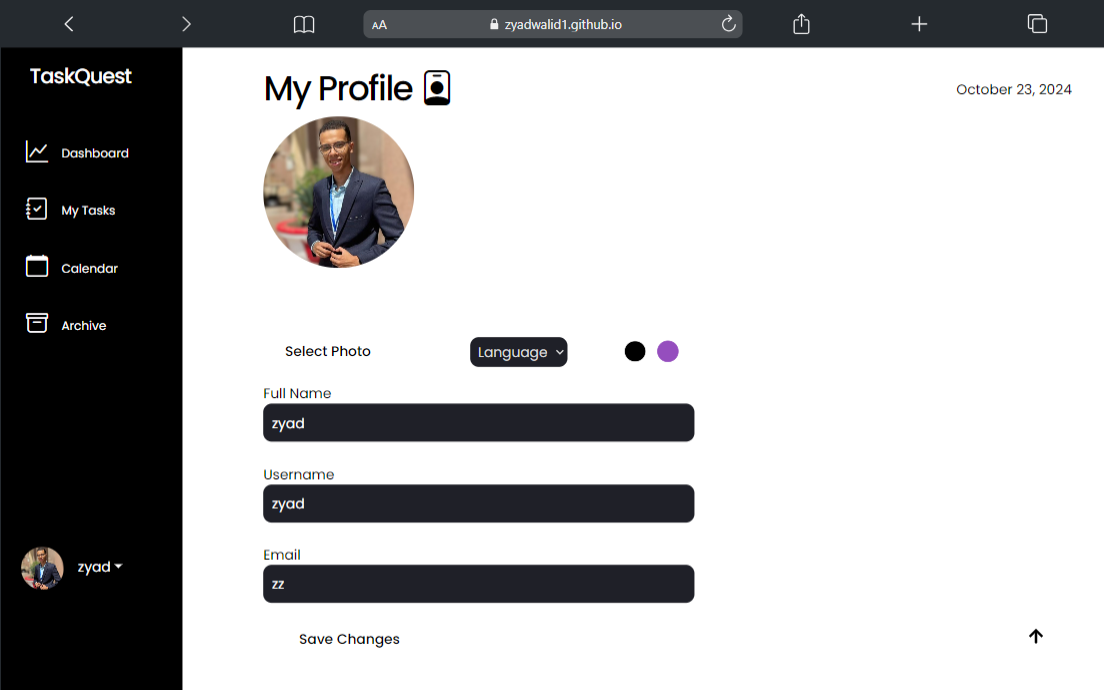 AA zyadwalid1.github.io
TaskQuest
My Profile
October 23, 2024
Dashboard
My Tasks
Calendar
Archive
Select Photo
Language
Full Name
zyad
Username
zyad
Email
zz
zyad
Save Changes